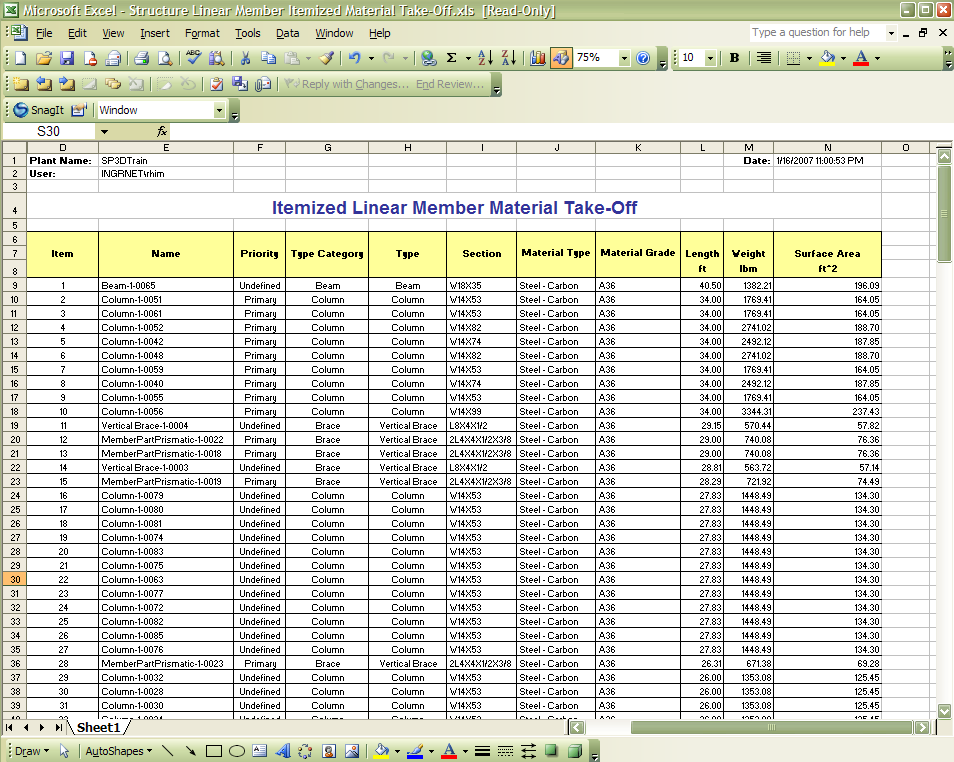 Microsoft Excel - Structure Linear Member Itemized Material Take-Off.xls [Read-Only]
File Edit View Insert Format Tools Data Window Help Type a question for help
75% 10 B A
Reply with Changes... End Review...
SnagIt Window
S30 fx
D E F G H I J K L M N O
1 Plant Name: SP3DTrain Date: 1/16/2007 11:00:53 PM
2 User: INGRNET\rhim
3
4 Itemized Linear Member Material Take-Off
5
6
7 Item Name Priority Type Category Type Section Material Type Material Grade Length Weight Surface Area
8 ft lbm ft^2
9 1 Beam-1-0065 Undefined Beam Beam W18X35 Steel - Carbon A36 40.50 1382.21 196.09
10 2 Column-1-0051 Primary Column Column W14X53 Steel - Carbon A36 34.00 1769.41 164.05
11 3 Column-1-0061 Primary Column Column W14X53 Steel - Carbon A36 34.00 1769.41 164.05
12 4 Column-1-0052 Primary Column Column W14X82 Steel - Carbon A36 34.00 2741.02 188.70
13 5 Column-1-0042 Primary Column Column W14X74 Steel - Carbon A36 34.00 2492.12 187.85
14 6 Column-1-0048 Primary Column Column W14X82 Steel - Carbon A36 34.00 2741.02 188.70
15 7 Column-1-0059 Primary Column Column W14X53 Steel - Carbon A36 34.00 1769.41 164.05
16 8 Column-1-0040 Primary Column Column W14X74 Steel - Carbon A36 34.00 2492.12 187.85
17 9 Column-1-0055 Primary Column Column W14X53 Steel - Carbon A36 34.00 1769.41 164.05
18 10 Column-1-0056 Primary Column Column W14X99 Steel - Carbon A36 34.00 3344.31 237.43
19 11 Vertical Brace-1-0004 Undefined Brace Vertical Brace L8X4X1/2 Steel - Carbon A36 29.15 570.44 57.82
20 12 MemberPartPrismatic-1-0022 Primary Brace Vertical Brace 2L4X4X1/2X3/8 Steel - Carbon A36 29.00 740.08 76.36
21 13 MemberPartPrismatic-1-0018 Primary Brace Vertical Brace 2L4X4X1/2X3/8 Steel - Carbon A36 29.00 740.08 76.36
22 14 Vertical Brace-1-0003 Undefined Brace Vertical Brace L8X4X1/2 Steel - Carbon A36 28.81 563.72 57.14
23 15 MemberPartPrismatic-1-0019 Primary Brace Vertical Brace 2L4X4X1/2X3/8 Steel - Carbon A36 28.29 721.92 74.49
24 16 Column-1-0079 Undefined Column Column W14X53 Steel - Carbon A36 27.83 1448.49 134.30
25 17 Column-1-0080 Undefined Column Column W14X53 Steel - Carbon A36 27.83 1448.49 134.30
26 18 Column-1-0081 Undefined Column Column W14X53 Steel - Carbon A36 27.83 1448.49 134.30
27 19 Column-1-0074 Undefined Column Column W14X53 Steel - Carbon A36 27.83 1448.49 134.30
28 20 Column-1-0083 Undefined Column Column W14X53 Steel - Carbon A36 27.83 1448.49 134.30
29 21 Column-1-0075 Undefined Column Column W14X53 Steel - Carbon A36 27.83 1448.49 134.30
30 22 Column-1-0063 Undefined Column Column W14X53 Steel - Carbon A36 27.83 1448.49 134.30
31 23 Column-1-0077 Undefined Column Column W14X53 Steel - Carbon A36 27.83 1448.49 134.30
32 24 Column-1-0072 Undefined Column Column W14X53 Steel - Carbon A36 27.83 1448.49 134.30
33 25 Column-1-0082 Undefined Column Column W14X53 Steel - Carbon A36 27.83 1448.49 134.30
34 26 Column-1-0085 Undefined Column Column W14X53 Steel - Carbon A36 27.83 1448.49 134.30
35 27 Column-1-0076 Undefined Column Column W14X53 Steel - Carbon A36 27.83 1448.49 134.30
36 28 MemberPartPrismatic-1-0023 Primary Brace Vertical Brace 2L4X4X1/2X3/8 Steel - Carbon A36 26.31 671.38 69.28
37 29 Column-1-0032 Undefined Column Column W14X53 Steel - Carbon A36 26.00 1353.08 125.45
38 30 Column-1-0028 Undefined Column Column W14X53 Steel - Carbon A36 26.00 1353.08 125.45
39 31 Column-1-0030 Undefined Column Column W14X53 Steel - Carbon A36 26.00 1353.08 125.45
Sheet1
Draw AutoShapes A